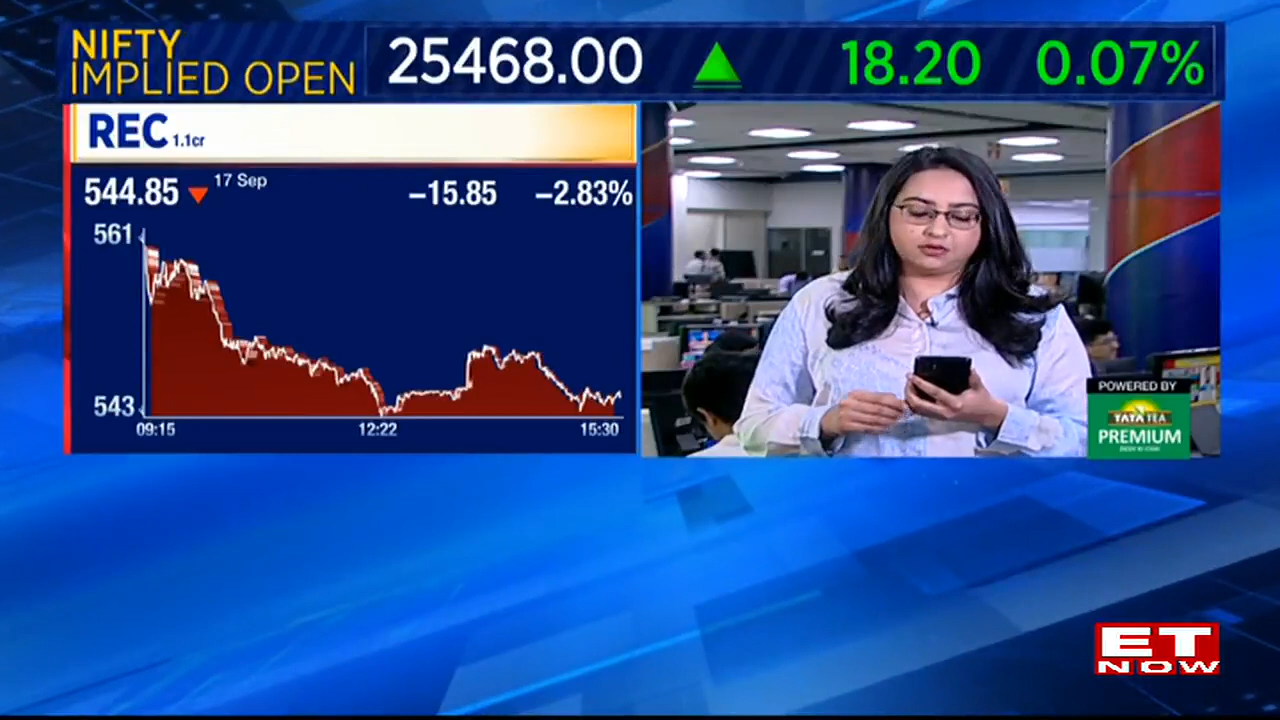 NIFTY
IMPLIED OPEN
25468.00 ▲ 18.20 0.07%
REC 1.1cr
544.85 ▼ 17 Sep –15.85 –2.83%
561
543
09:15 12:22 15:30
POWERED BY
TATA TEA
PREMIUM
ET
NOW